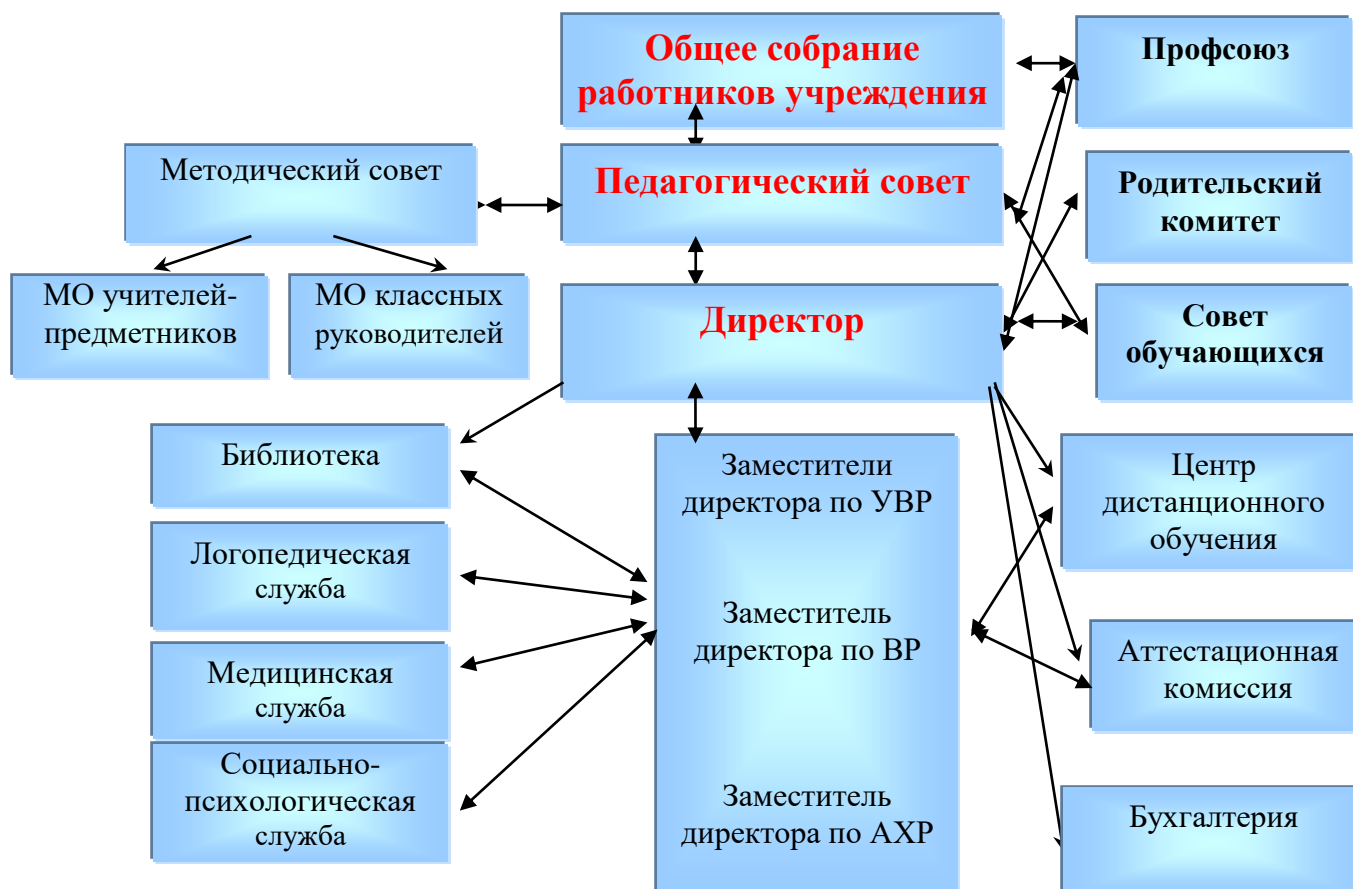 Общее собрание
работников учреждения
Профсоюз
Методический совет
Педагогический совет
Родительский
комитет
МО учителей-
предметников
МО классных
руководителей
Директор
Совет
обучающихся
Библиотека
Заместители
директора по УВР
Центр
дистанционного
обучения
Логопедическая
служба
Заместитель
директора по ВР
Аттестационная
комиссия
Медицинская
служба
Социально-
психологическая
служба
Заместитель
директора по АХР
Бухгалтерия